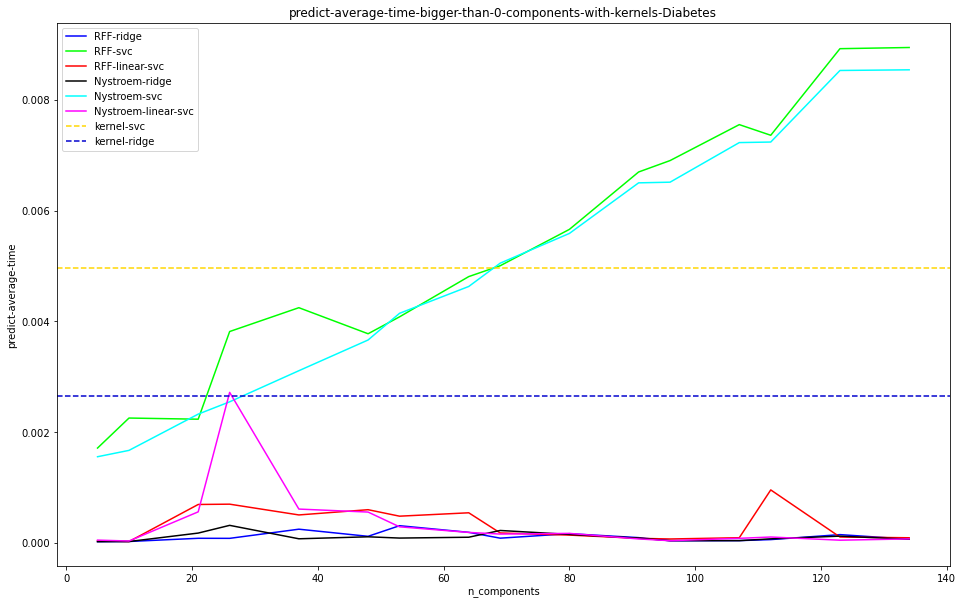 predict-average-time-bigger-than-0-components-with-kernels-Diabetes
RFF-ridge
RFF-svc
RFF-linear-svc
Nystroem-ridge
Nystroem-svc
Nystroem-linear-svc
kernel-svc
kernel-ridge
predict-average-time
0.008
0.006
0.004
0.002
0.000
0 20 40 60 80 100 120 140
n_components